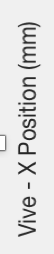 Vive - X Position (mm)